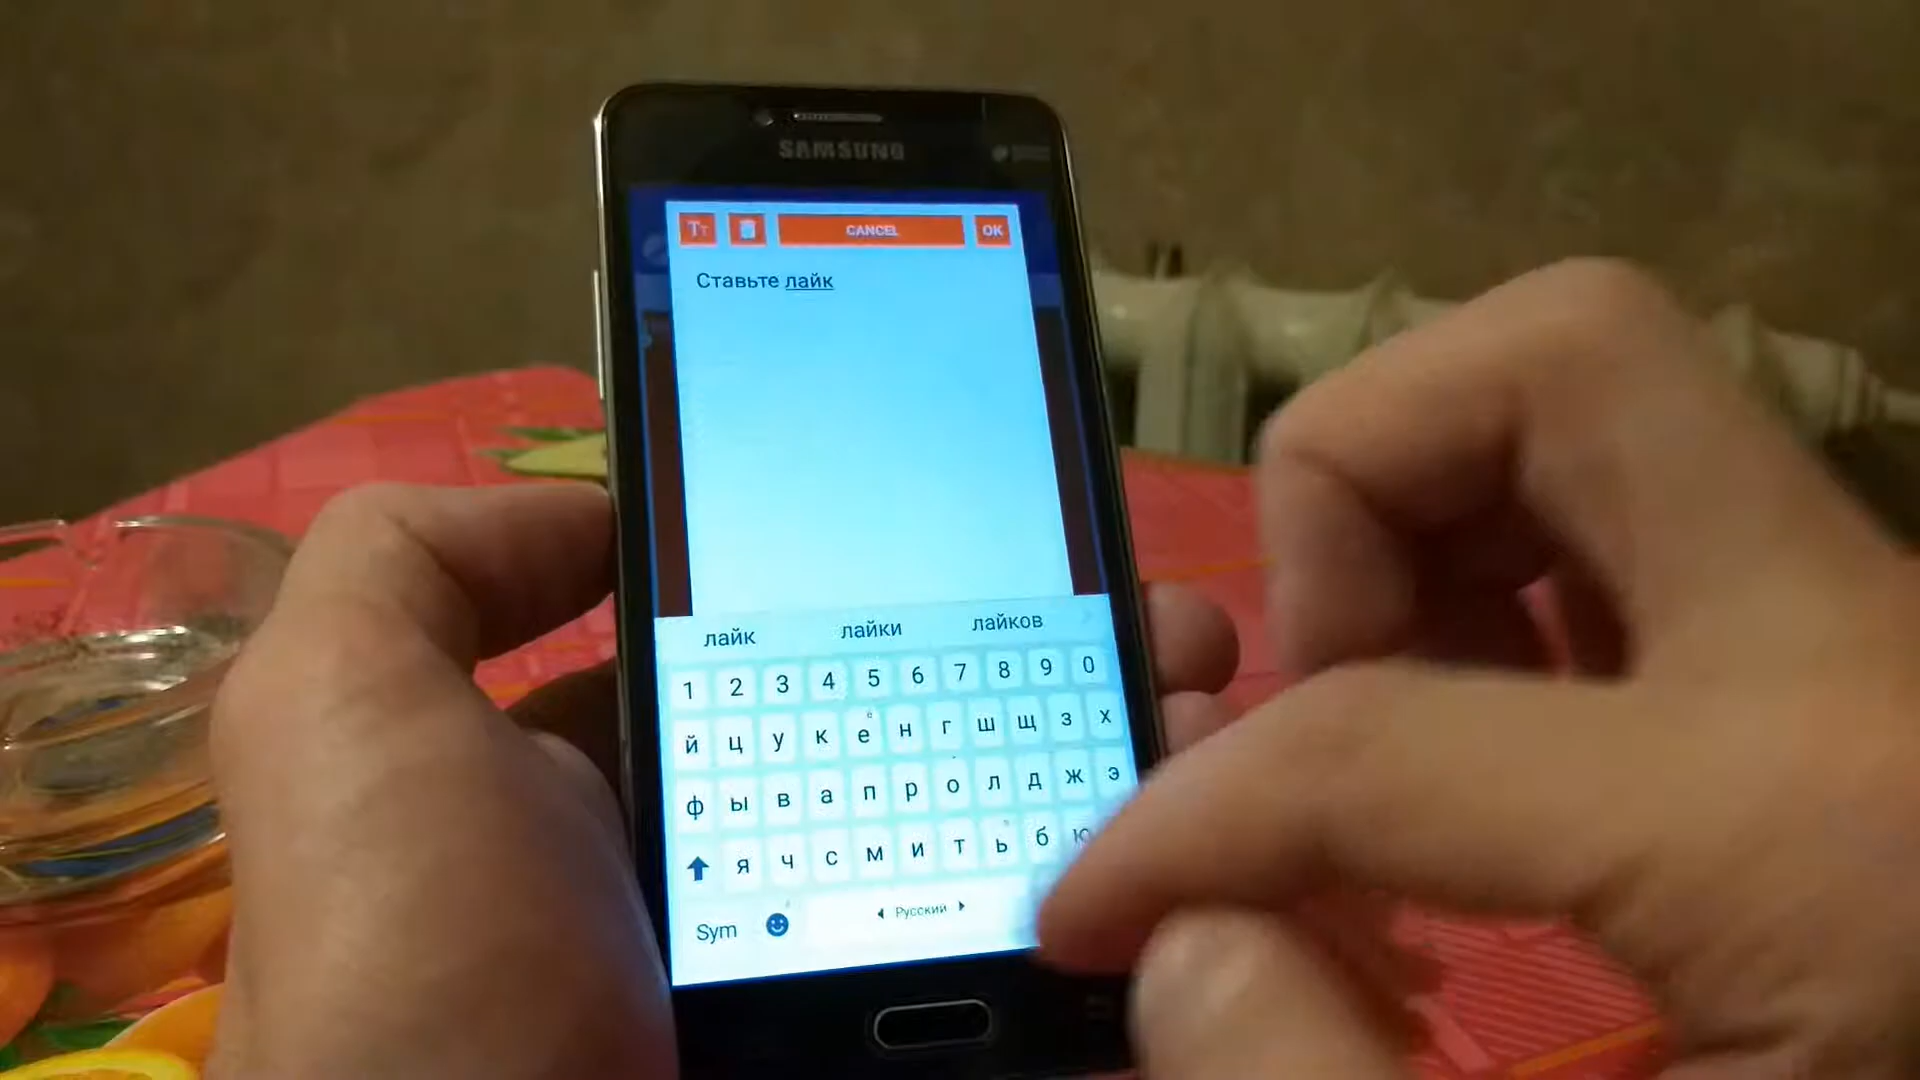 SAMSUNG
Tт CANCEL OK
Ставьте лайк
лайк лайки лайков
1 2 3 4 5 6 7 8 9 0
й ц у к е н г ш щ з х
ф ы в а п р о л д ж э
я ч с м и т ь б ю
Sym Русский